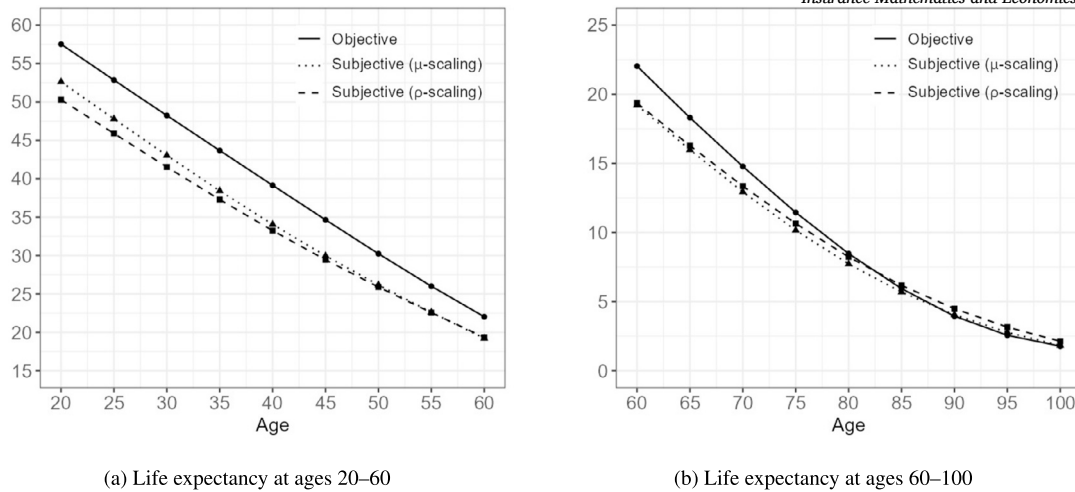 Insurance Mathematics and Economics
60
55
50
45
40
35
30
25
20
15
Objective
Subjective (μ-scaling)
Subjective (ρ-scaling)
20 25 30 35 40 45 50 55 60
Age
25
20
15
10
5
0
Objective
Subjective (μ-scaling)
Subjective (ρ-scaling)
60 65 70 75 80 85 90 95 100
Age
(a) Life expectancy at ages 20–60
(b) Life expectancy at ages 60–100